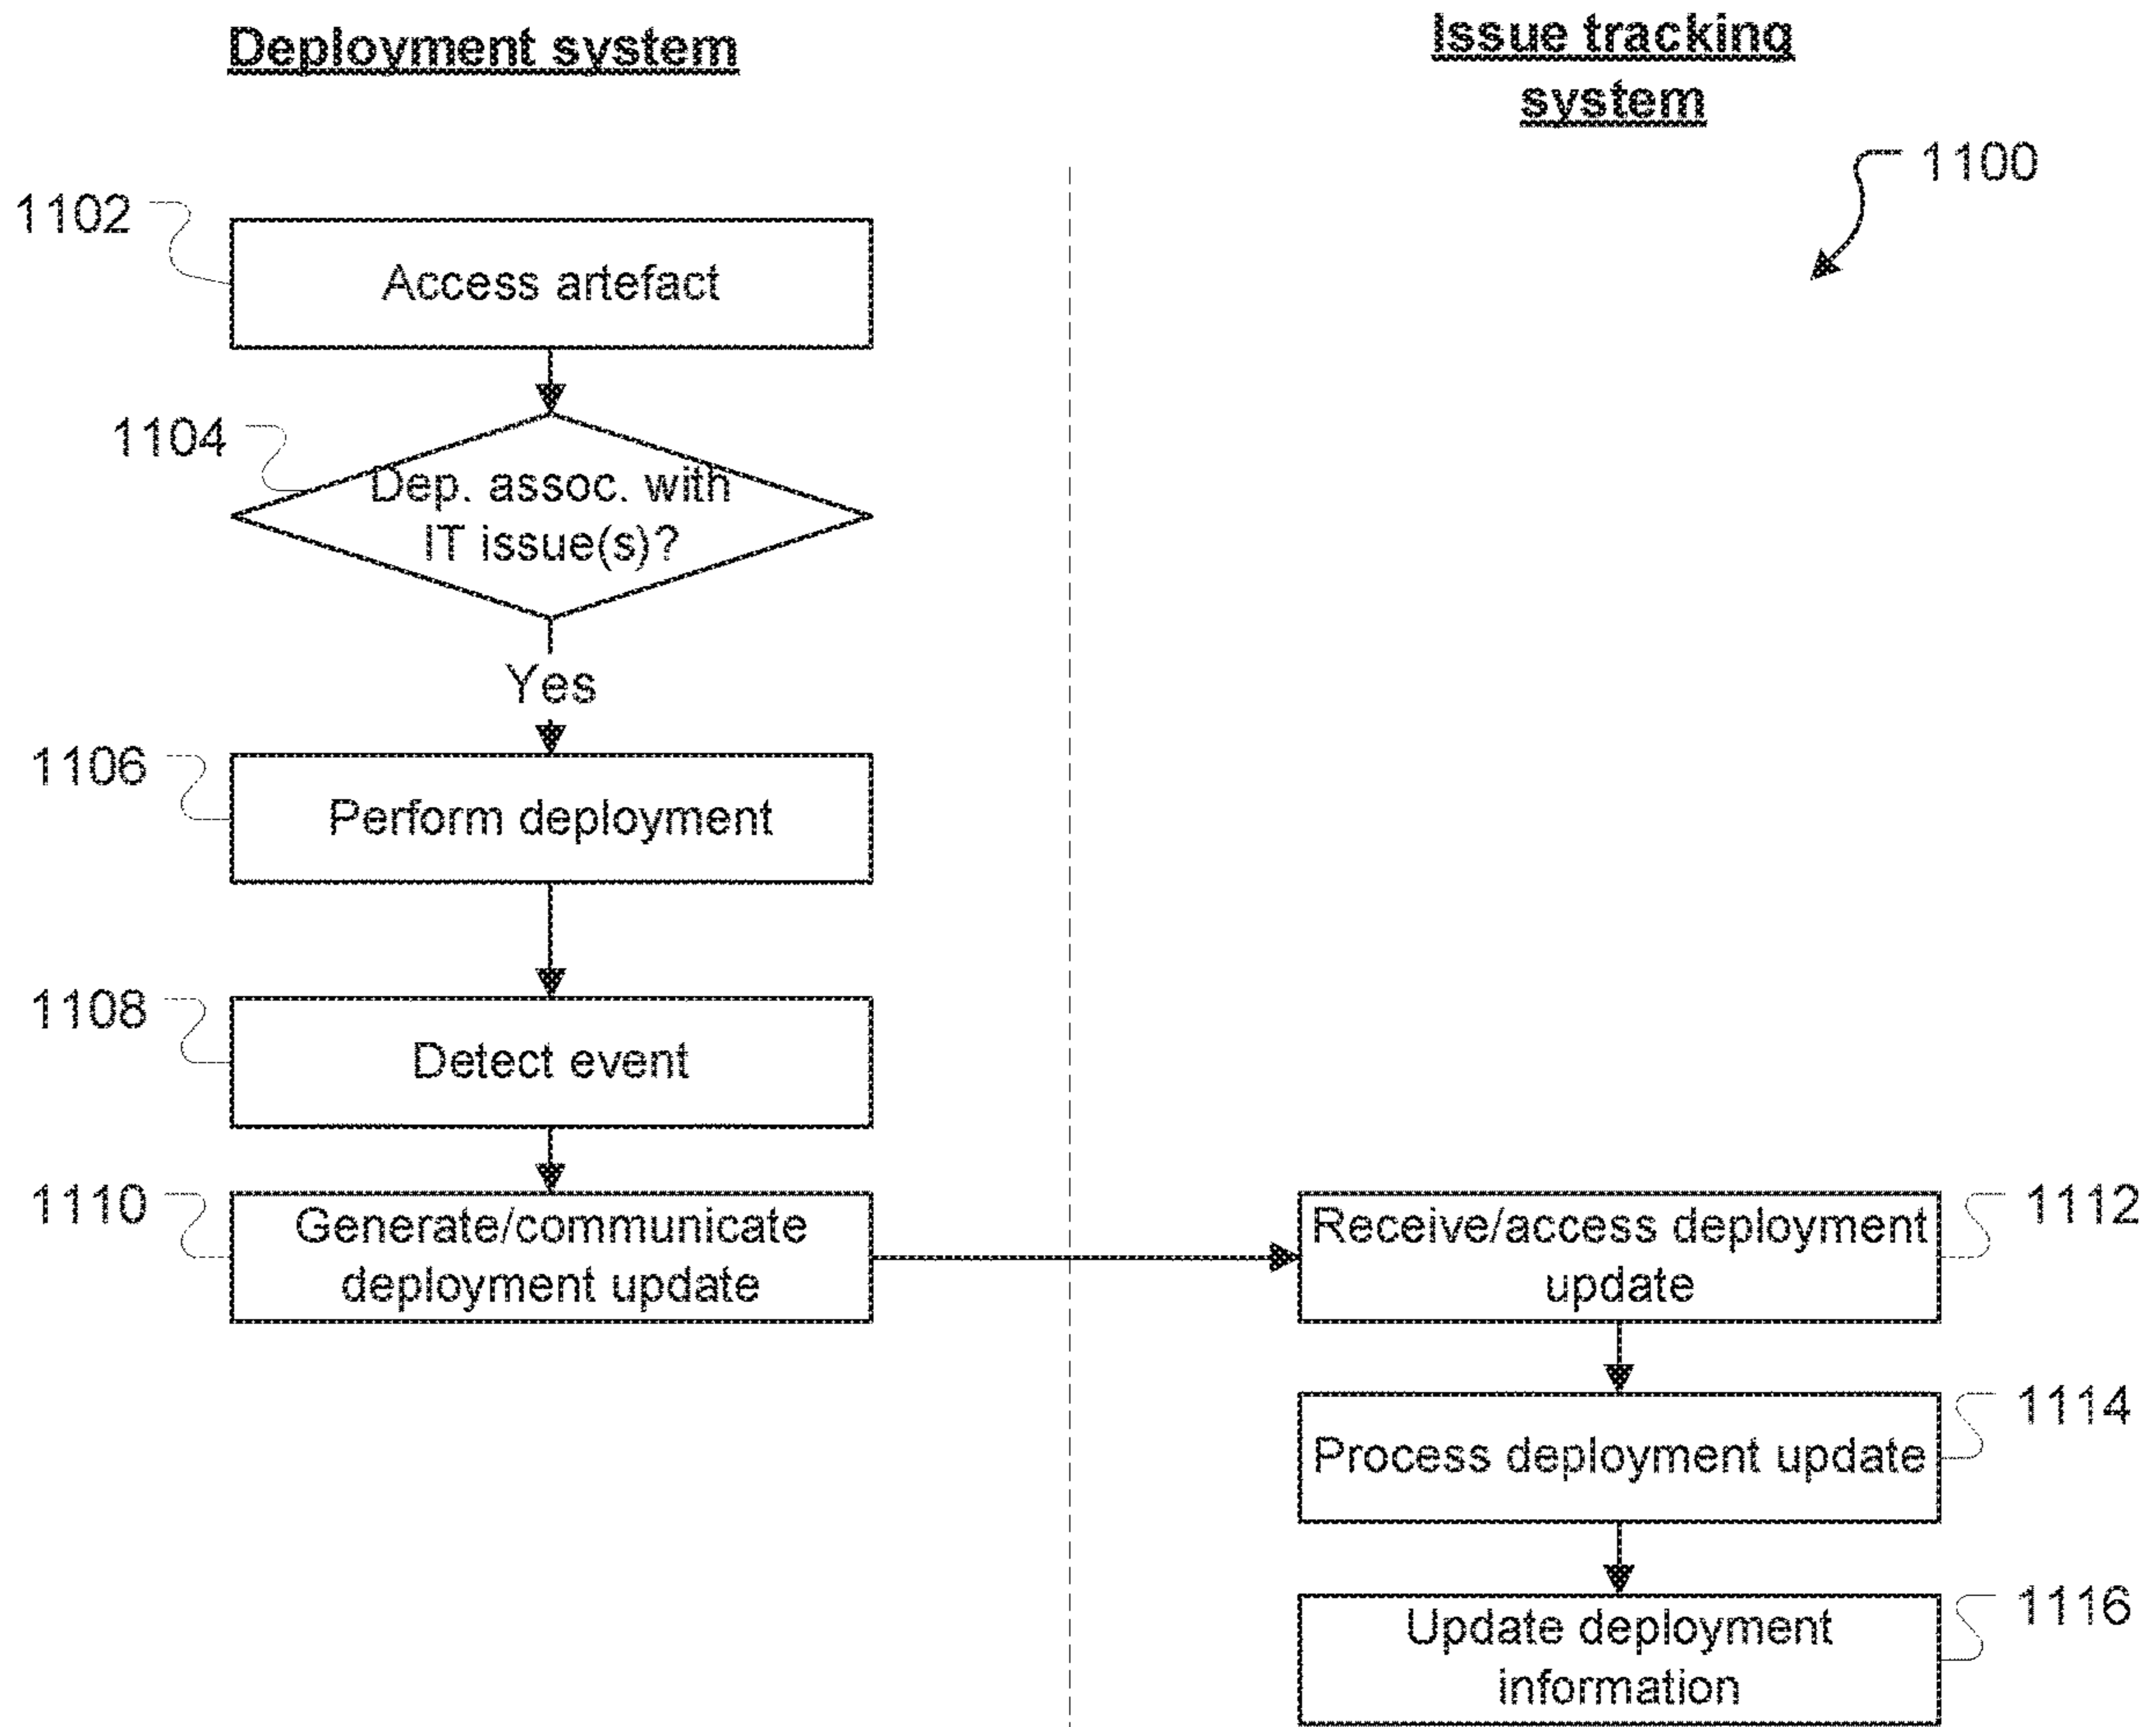 Deployment system
Issue tracking
system
1100
1102
Access artefact
1104
Dep. assoc. with
IT issue(s)?
Yes
1106
Perform deployment
1108
Detect event
1110
Generate/communicate
deployment update
Receive/access deployment
update
1112
Process deployment update
1114
Update deployment
information
1116